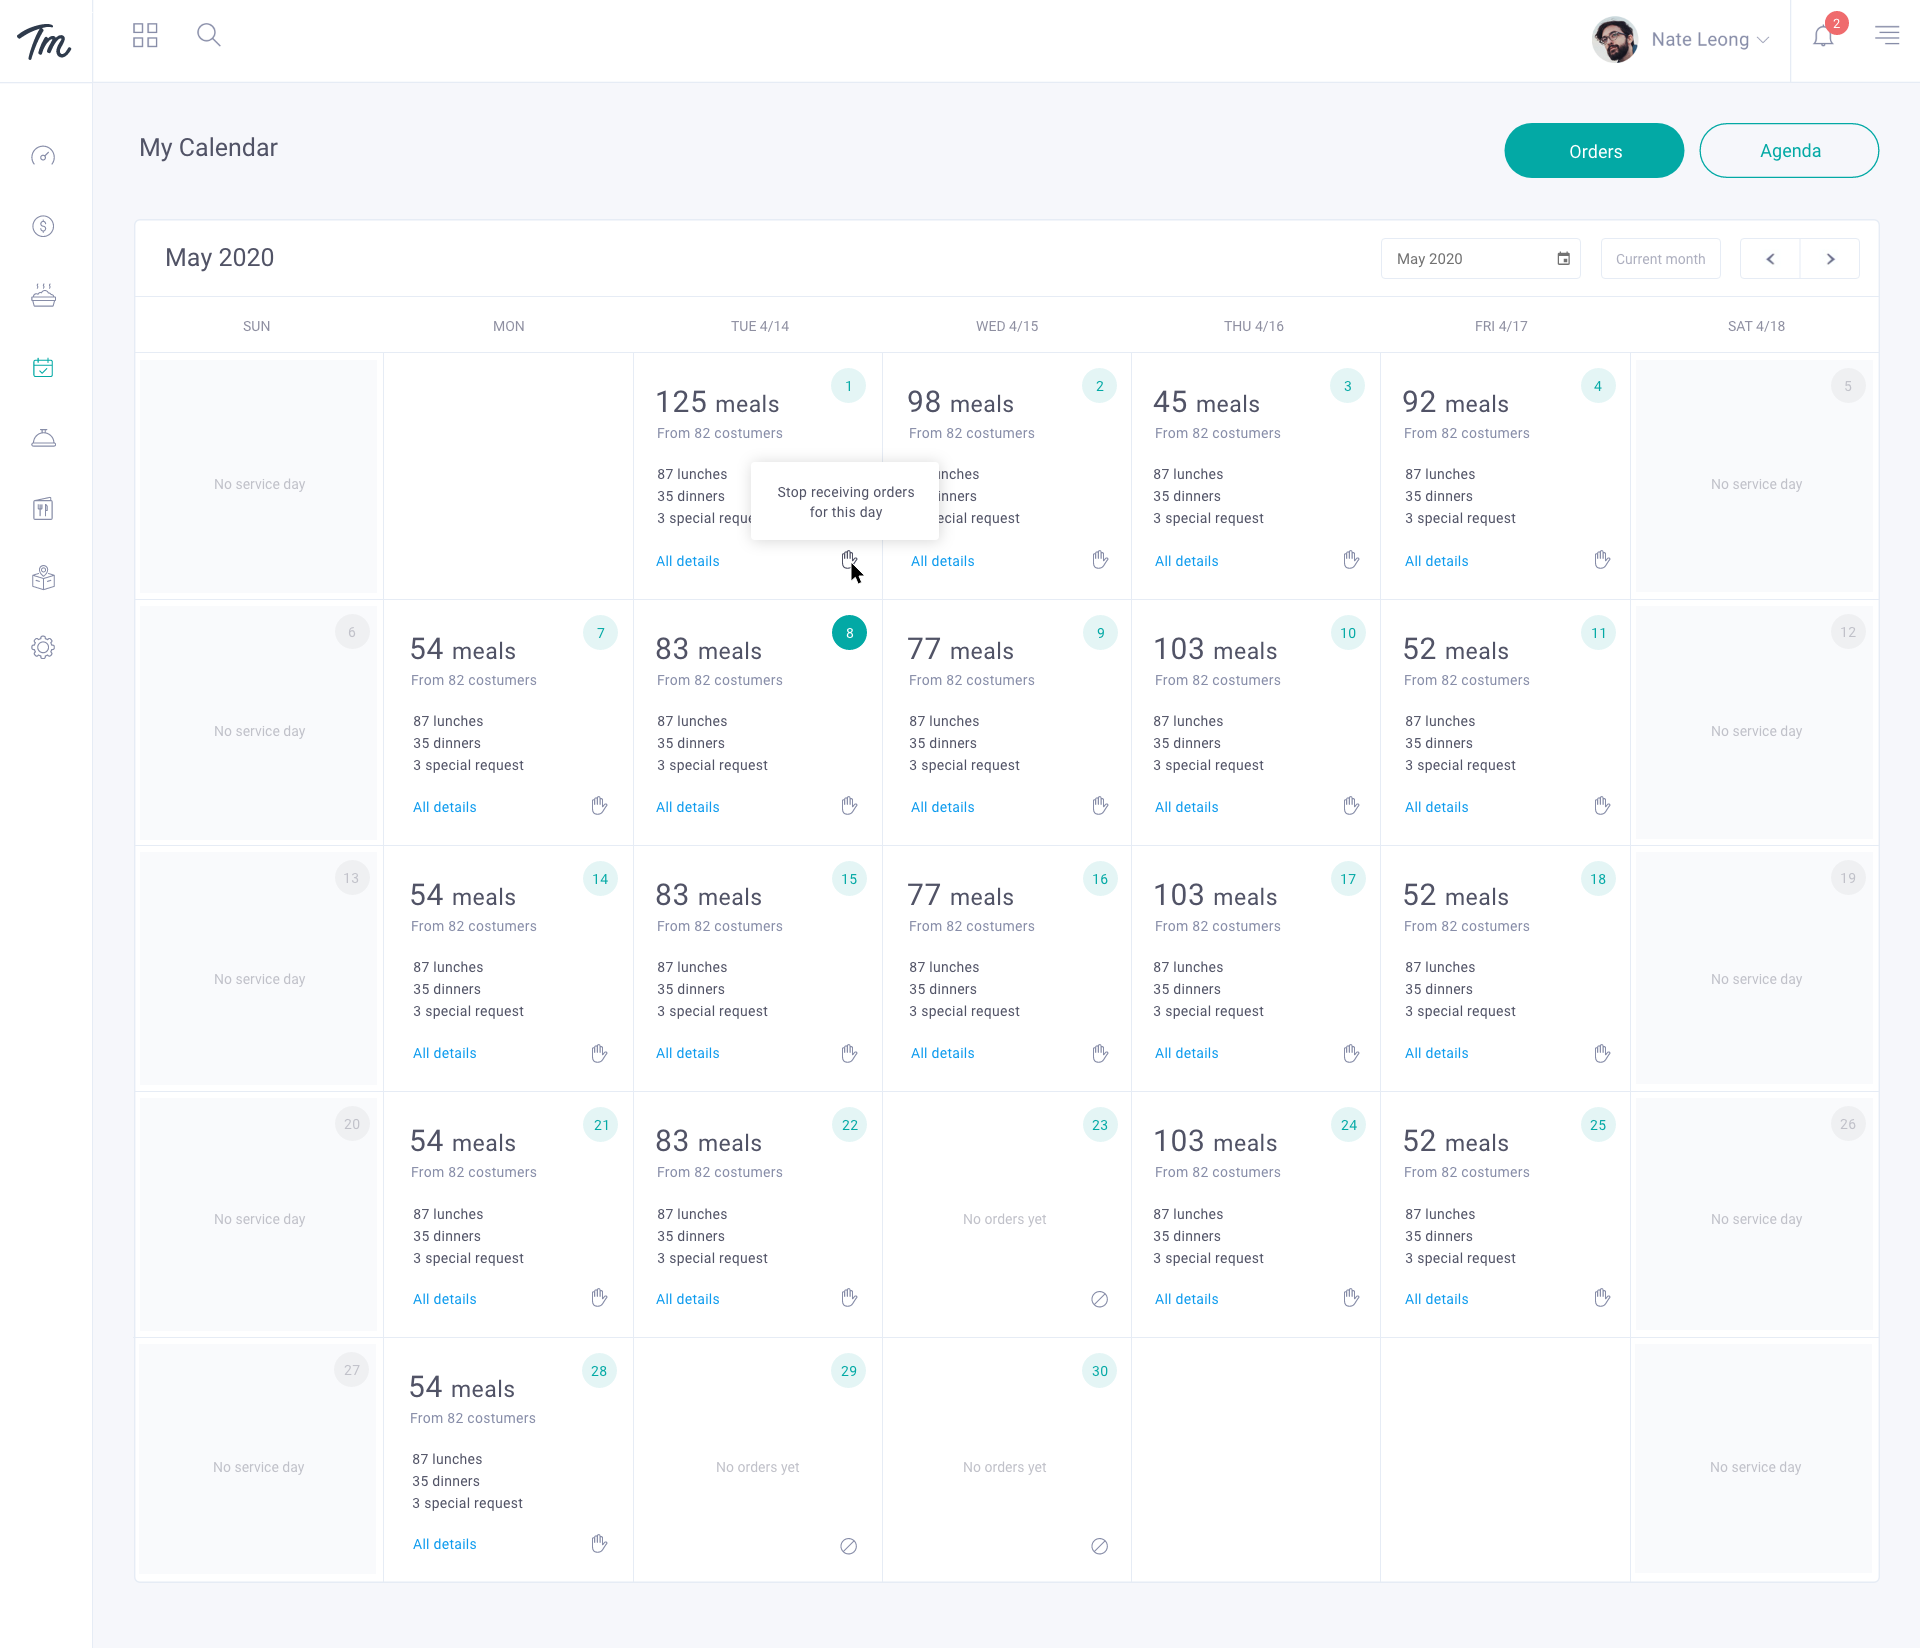 Tm
Nate Leong
2
My Calendar
Orders
Agenda
May 2020
May 2020
Current month
SUN
MON
TUE 4/14
WED 4/15
THU 4/16
FRI 4/17
SAT 4/18
No service day
1
125 meals
From 82 costumers
87 lunches
35 dinners
3 special reque
All details
Stop receiving orders
for this day
2
98 meals
From 82 costumers
All details
3
45 meals
From 82 costumers
87 lunches
35 dinners
3 special request
All details
4
92 meals
From 82 costumers
87 lunches
35 dinners
3 special request
All details
5
No service day
6
No service day
7
54 meals
From 82 costumers
87 lunches
35 dinners
3 special request
All details
8
83 meals
From 82 costumers
87 lunches
35 dinners
3 special request
All details
9
77 meals
From 82 costumers
87 lunches
35 dinners
3 special request
All details
10
103 meals
From 82 costumers
87 lunches
35 dinners
3 special request
All details
11
52 meals
From 82 costumers
87 lunches
35 dinners
3 special request
All details
12
No service day
13
No service day
14
54 meals
From 82 costumers
87 lunches
35 dinners
3 special request
All details
15
83 meals
From 82 costumers
87 lunches
35 dinners
3 special request
All details
16
77 meals
From 82 costumers
87 lunches
35 dinners
3 special request
All details
17
103 meals
From 82 costumers
87 lunches
35 dinners
3 special request
All details
18
52 meals
From 82 costumers
87 lunches
35 dinners
3 special request
All details
19
No service day
20
No service day
21
54 meals
From 82 costumers
87 lunches
35 dinners
3 special request
All details
22
83 meals
From 82 costumers
87 lunches
35 dinners
3 special request
All details
23
No orders yet
24
103 meals
From 82 costumers
87 lunches
35 dinners
3 special request
All details
25
52 meals
From 82 costumers
87 lunches
35 dinners
3 special request
All details
26
No service day
27
No service day
28
54 meals
From 82 costumers
87 lunches
35 dinners
3 special request
All details
29
No orders yet
30
No orders yet
No service day